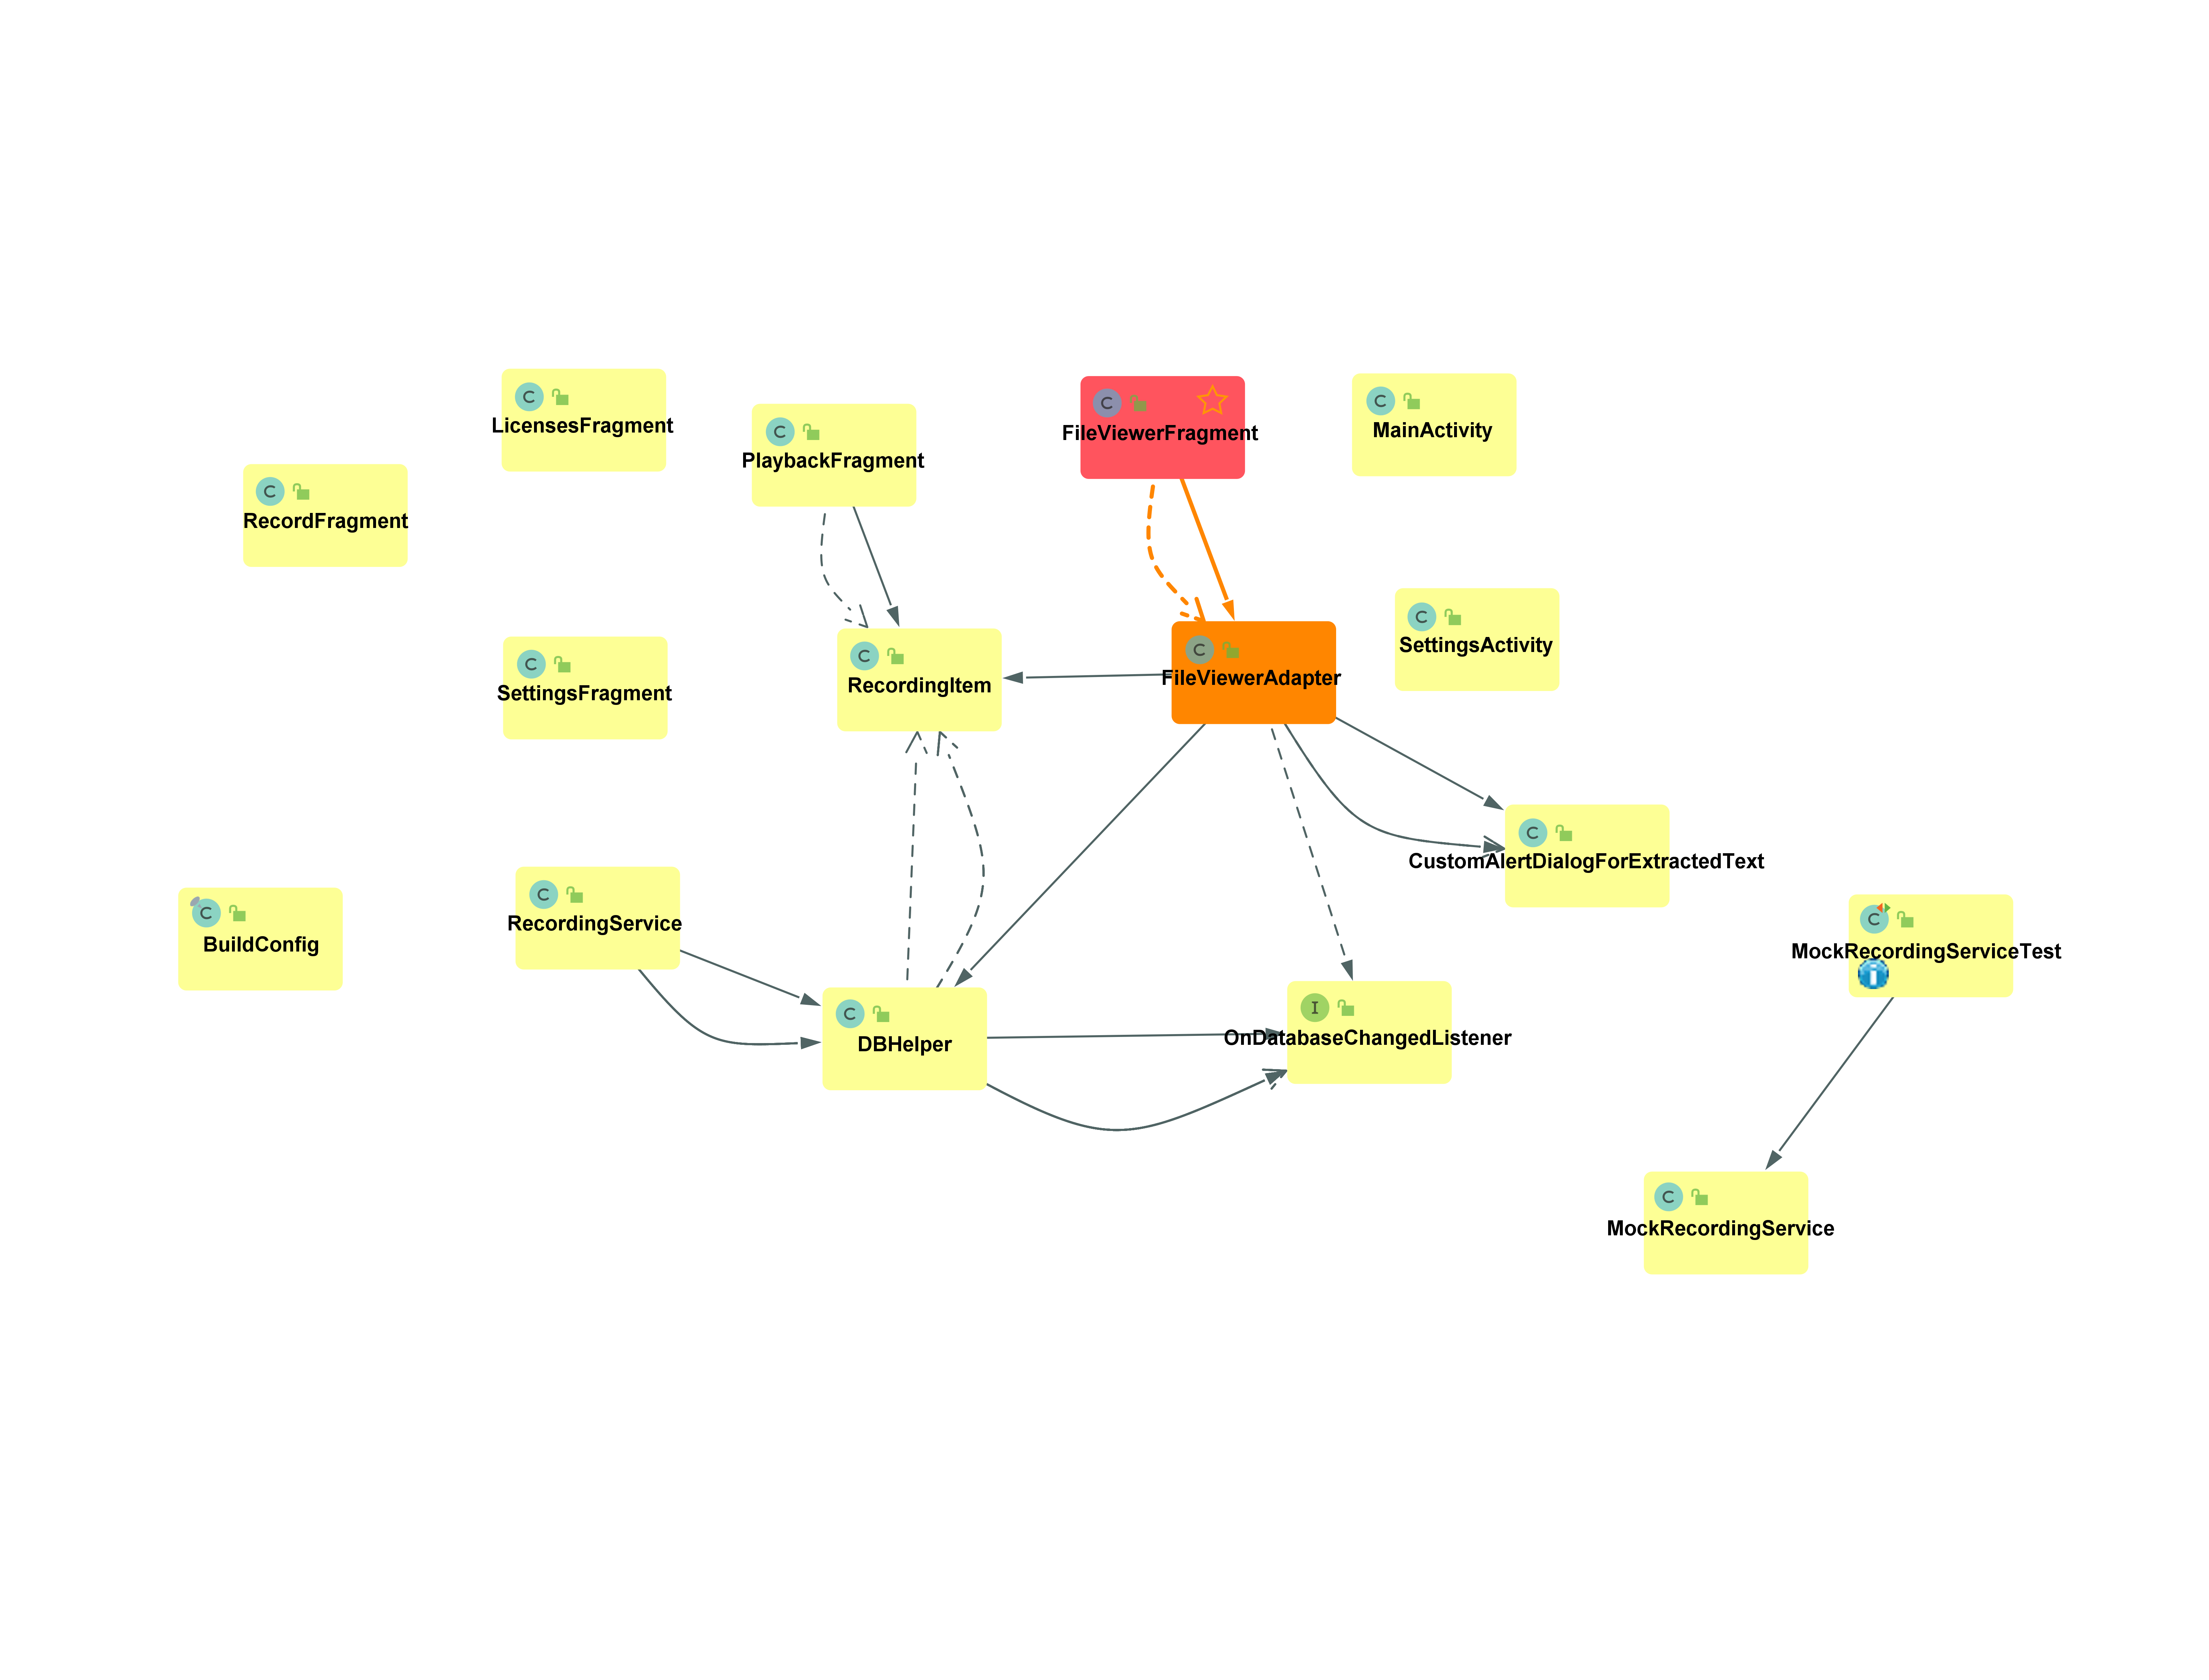 C
LicensesFragment
C
FileViewerFragment
C
MainActivity
C
PlaybackFragment
C
RecordFragment
C
SettingsActivity
C
FileViewerAdapter
C
RecordingItem
C
SettingsFragment
C
CustomAlertDialogForExtractedText
C
RecordingService
C
BuildConfig
C
MockRecordingServiceTest
i
I
OnDatabaseChangedListener
C
DBHelper
C
MockRecordingService